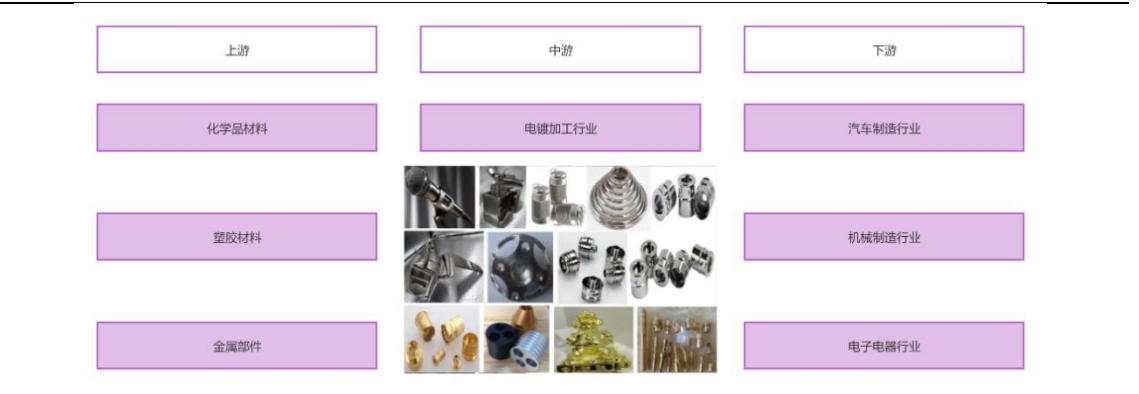 上游
中游
下游
化学品材料
电镀加工行业
汽车制造行业
塑胶材料
机械制造行业
金属部件
电子电器行业